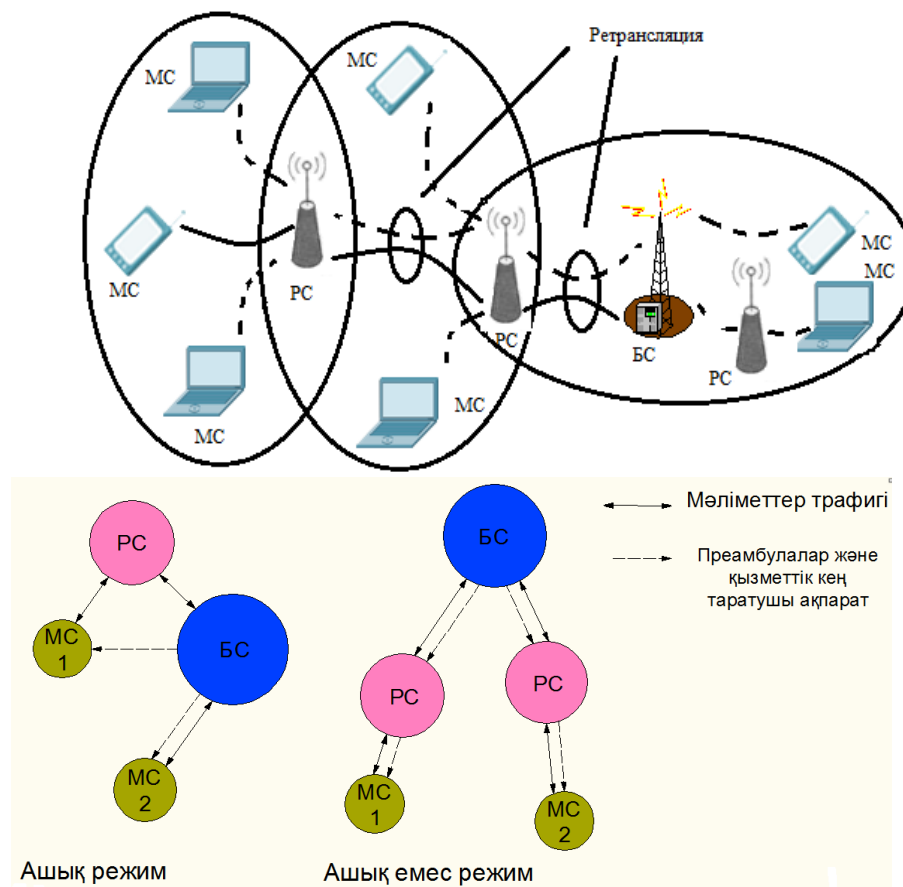 Ретрансляция
МС
МС
МС
РС
МС
МС
РС
МС
БС
РС
МС
МС
РС
МС
1
БС
МС
2
БС
РС
РС
МС
1
МС
2
Мәліметтер трафигі
Преамбулалар және
қызметтік кең
таратушы ақпарат
Ашық режим
Ашық емес режим